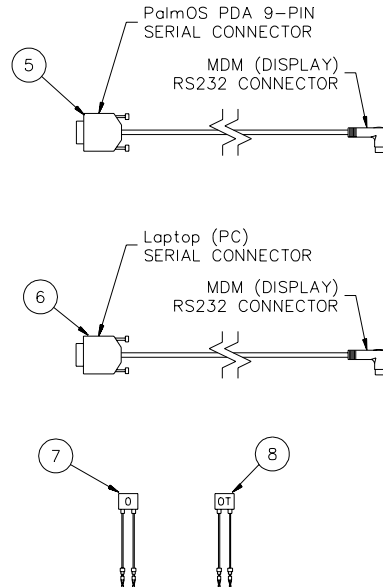 PalmOS PDA 9-PIN
SERIAL CONNECTOR
5
MDM (DISPLAY)
RS232 CONNECTOR
Laptop (PC)
SERIAL CONNECTOR
6
MDM (DISPLAY)
RS232 CONNECTOR
7
8
O
OT